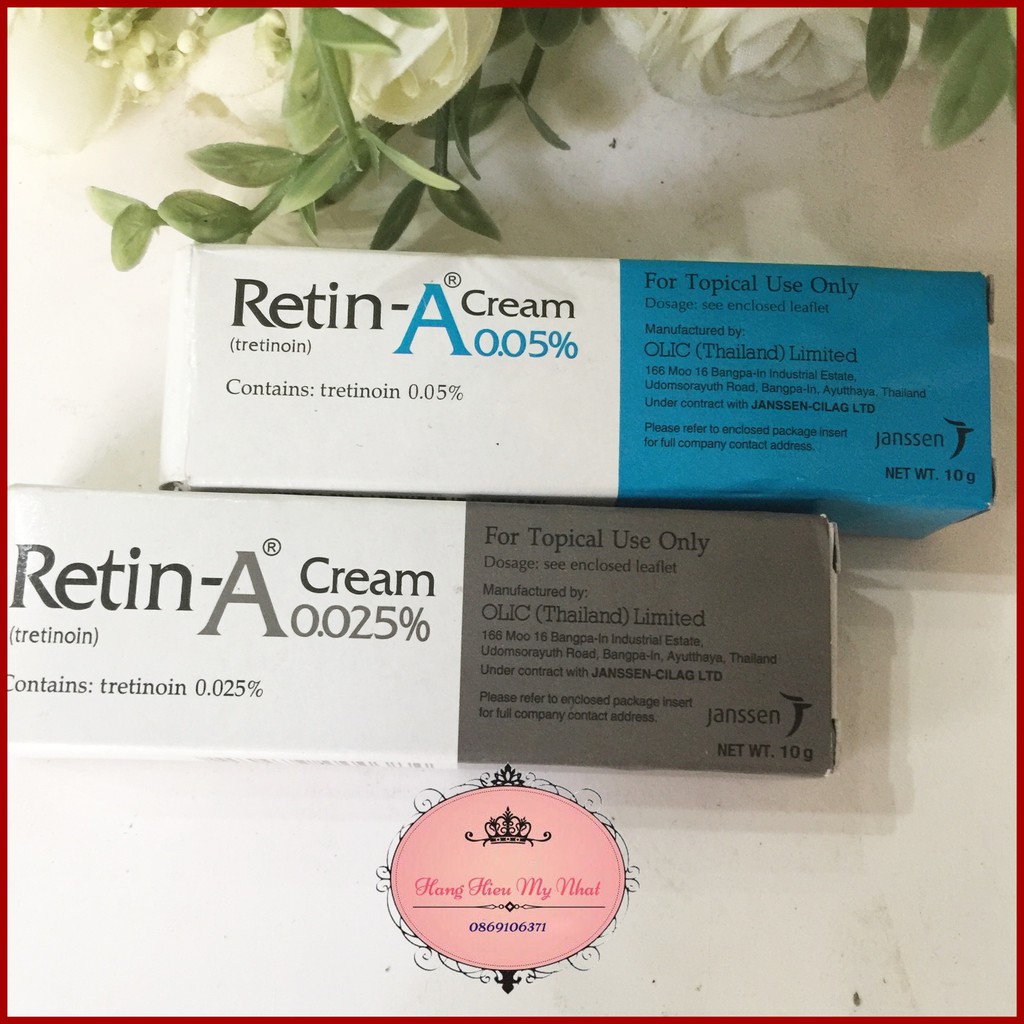 Retin-A® Cream
0.05%
(tretinoin)
Contains: tretinoin 0.05%
For Topical Use Only
Dosage: see enclosed leaflet
Manufactured by:
OLIC (Thailand) Limited
166 Moo 16 Bangpa-In Industrial Estate,
Udomsorayuth Road, Bangpa-In, Ayutthaya, Thailand
Under contract with JANSSEN-CILAG LTD
Please refer to enclosed package insert
for full company contact address.
janssen
NET WT. 10 g
Retin-A® Cream
0.025%
(tretinoin)
Contains: tretinoin 0.025%
For Topical Use Only
Dosage: see enclosed leaflet
Manufactured by:
OLIC (Thailand) Limited
166 Moo 16 Bangpa-In Industrial Estate,
Udomsorayuth Road, Bangpa-In, Ayutthaya, Thailand
Under contract with JANSSEN-CILAG LTD
Please refer to enclosed package insert
for full company contact address.
janssen
NET WT. 10 g
Hang Hieu My Nhat
0869106371